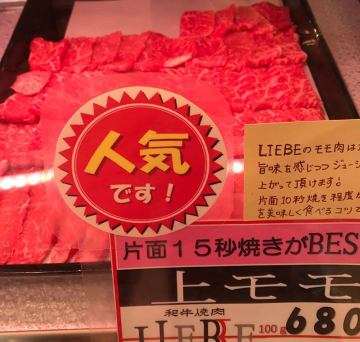 人気
です!
LIEBEのモモ肉は
旨味を感じつつジューシ
上がって頂けます!
片面10秒焼き程度が
を美味しく食べるコツで
片面15秒焼きがBES
上モモ
和牛焼肉
LIEBE 100g 680